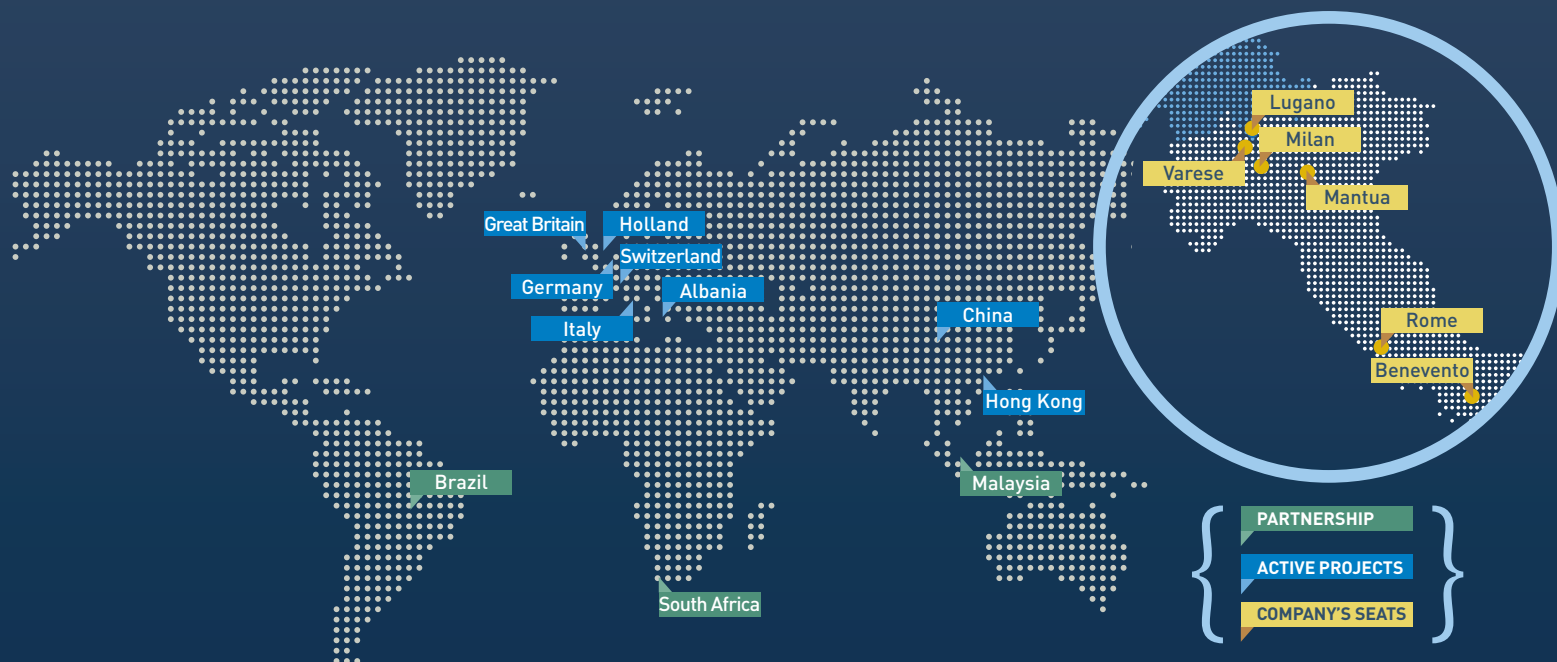 Great Britain
Holland
Switzerland
Germany
Albania
Italy
China
Hong Kong
Brazil
Malaysia
South Africa
Lugano
Milan
Varese
Mantua
Rome
Benevento
PARTNERSHIP
ACTIVE PROJECTS
COMPANY'S SEATS